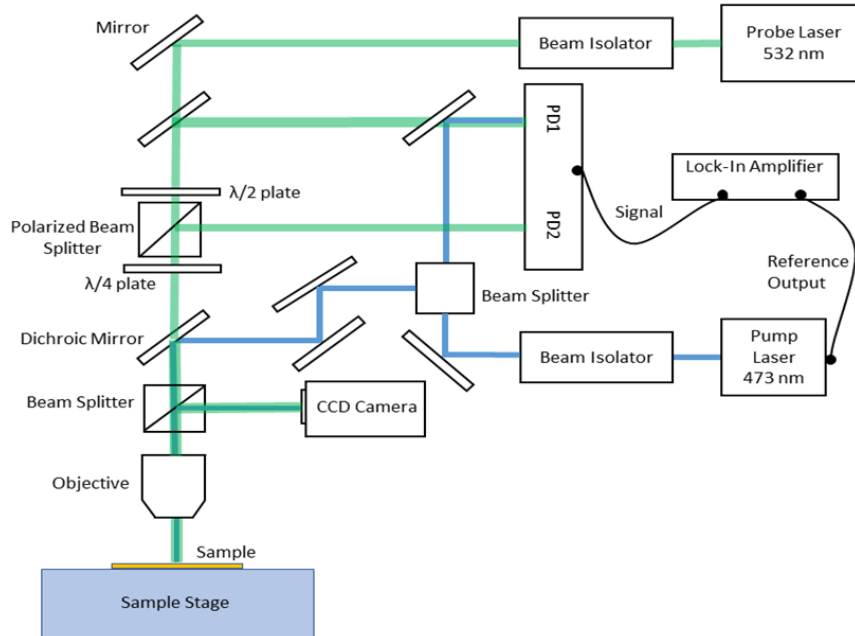 Mirror
Beam Isolator
Probe Laser
532 nm
PD1
Lock-In Amplifier
λ/2 plate
Signal
Polarized Beam
Splitter
PD2
Reference
Output
λ/4 plate
Beam Splitter
Dichroic Mirror
Beam Isolator
Pump
Laser
473 nm
Beam Splitter
CCD Camera
Objective
Sample
Sample Stage